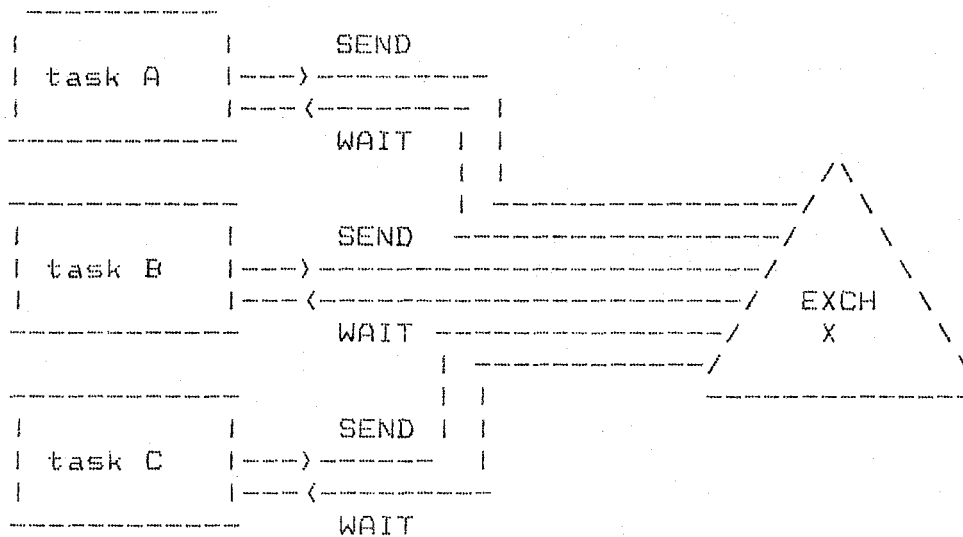 SEND
task A
WAIT
SEND
task B
EXCH
WAIT
X
SEND
task C
WAIT